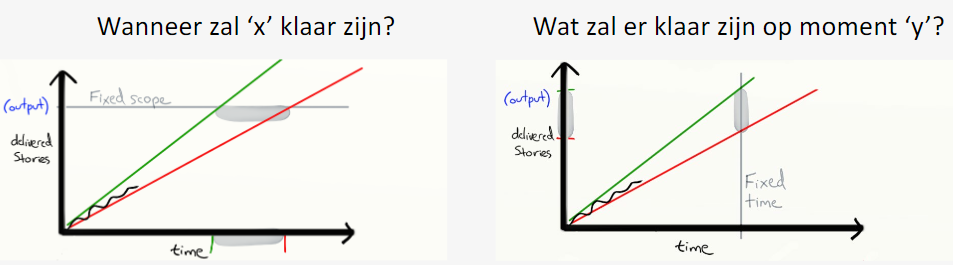 Wanneer zal ‘x’ klaar zijn?
(output)
Fixed scope
delivered
Stories
time
Wat zal er klaar zijn op moment ‘y’?
(output)
delivered
Stories
Fixed
time
time